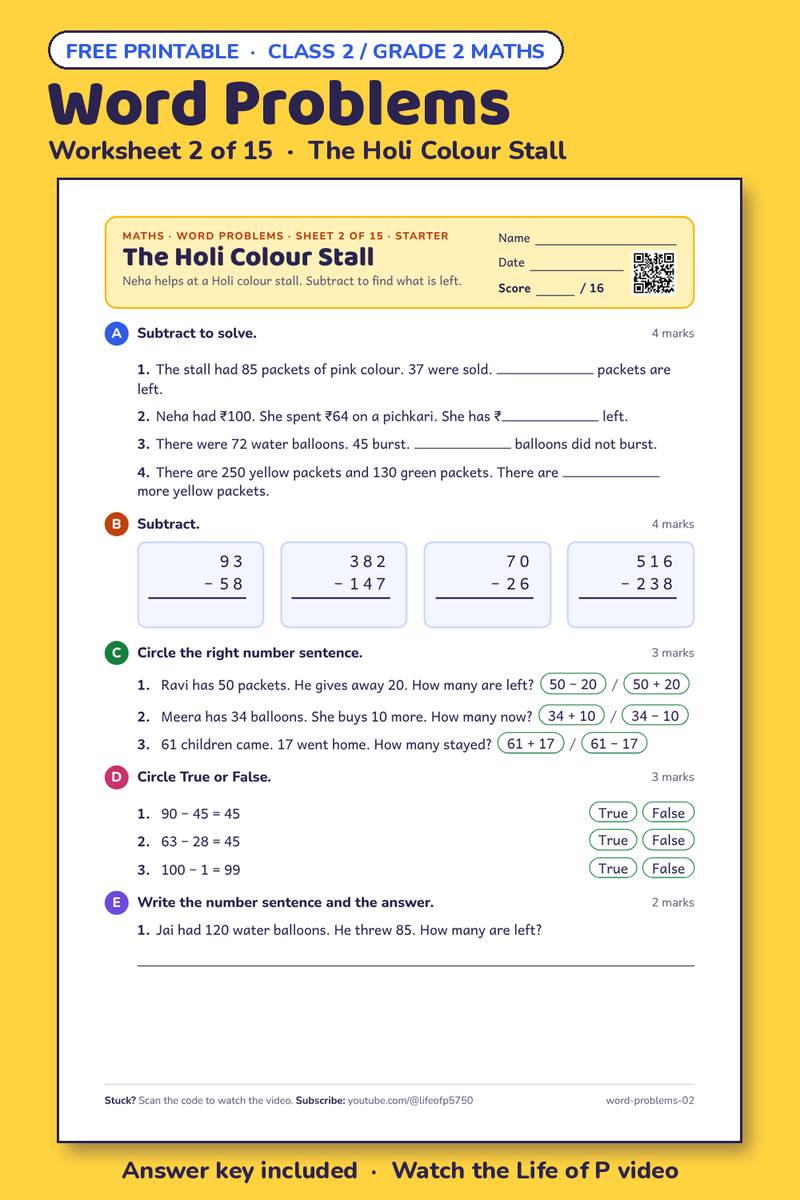 FREE PRINTABLE · CLASS 2 / GRADE 2 MATHS
Word Problems
Worksheet 2 of 15 · The Holi Colour Stall
MATHS · WORD PROBLEMS · SHEET 2 OF 15 · STARTER
The Holi Colour Stall
Neha helps at a Holi colour stall. Subtract to find what is left.
Name ____________
Date ____________
Score _____ / 16
A Subtract to solve. 4 marks
1. The stall had 85 packets of pink colour. 37 were sold. ____________ packets are
left.
2. Neha had ₹100. She spent ₹64 on a pichkari. She has ₹____________ left.
3. There were 72 water balloons. 45 burst. ____________ balloons did not burst.
4. There are 250 yellow packets and 130 green packets. There are ____________
more yellow packets.
B Subtract. 4 marks
93 382 70 516
− 58 − 147 − 26 − 238
C Circle the right number sentence. 3 marks
1. Ravi has 50 packets. He gives away 20. How many are left? 50 − 20 / 50 + 20
2. Meera has 34 balloons. She buys 10 more. How many now? 34 + 10 / 34 − 10
3. 61 children came. 17 went home. How many stayed? 61 + 17 / 61 − 17
D Circle True or False. 3 marks
1. 90 − 45 = 45 True False
2. 63 − 28 = 45 True False
3. 100 − 1 = 99 True False
E Write the number sentence and the answer. 2 marks
1. Jai had 120 water balloons. He threw 85. How many are left?
Stuck? Scan the code to watch the video. Subscribe: youtube.com/@lifeofp5750 word-problems-02
Answer key included · Watch the Life of P video